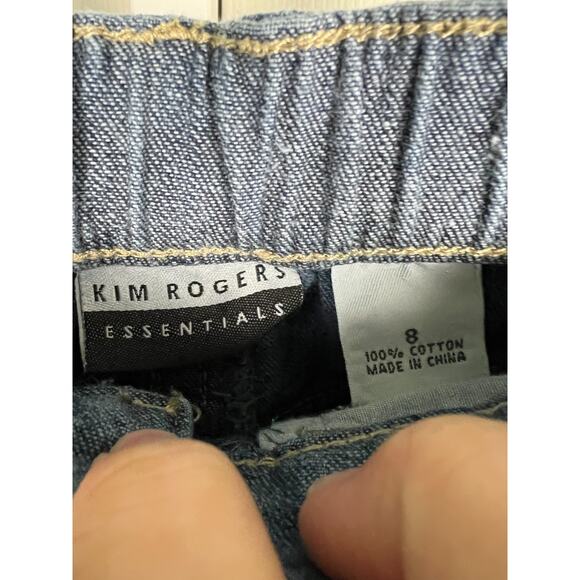 KIM ROGERS
ESSENTIALS
8
100% COTTON
MADE IN CHINA